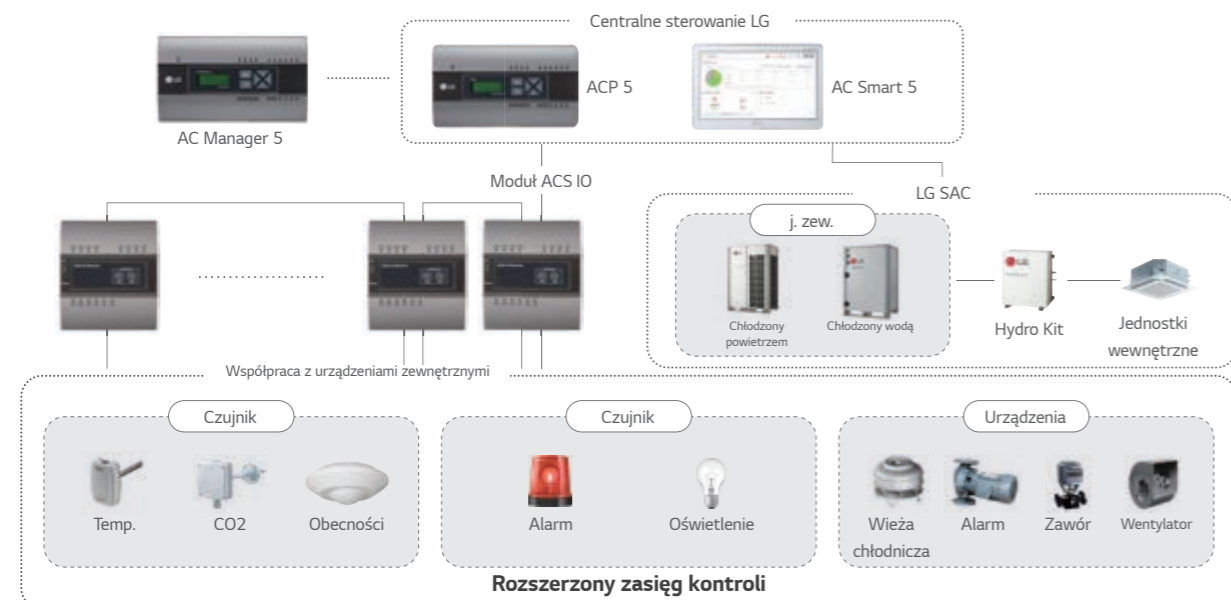 Centralne sterowanie LG
AC Manager 5
ACP 5
AC Smart 5
Moduł ACS IO
LG SAC
j. zew.
LG
Chłodzony
powietrzem
Chłodzony wodą
Hydro Kit
Jednostki
wewnętrzne
Współpraca z urządzeniami zewnętrznymi
Czujnik
Temp.
CO2
Obecności
Czujnik
Alarm
Oświetlenie
Urządzenia
Wieża
chłodnicza
Alarm
Zawór
Wentylator
Rozszerzony zasięg kontroli